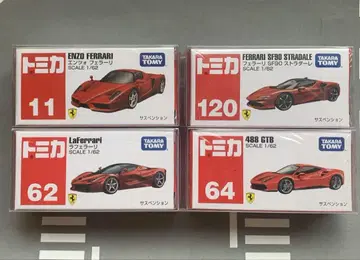 トミカ
ENZO FERRARI
エンツォ フェラーリ
SCALE 1/62
TAKARA TOMY
11
サスペンション
トミカ
FERRARI SF90 STRADALE
フェラーリ SF90 ストラダーレ
SCALE 1/62
TAKARA TOMY
120
サスペンション
トミカ
LaFerrari
ラフェラーリ
SCALE 1/62
TAKARA TOMY
62
サスペンション
トミカ
488 GTB
SCALE 1/62
TAKARA TOMY
64
サスペンション